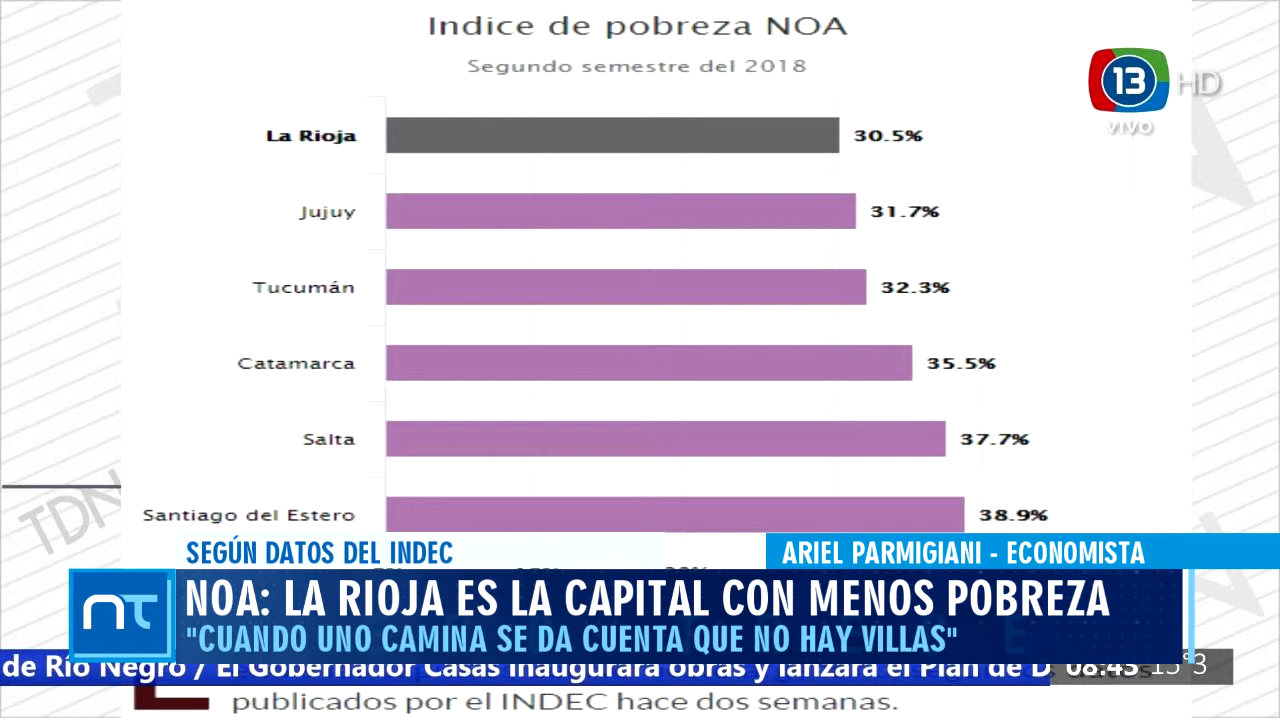 Indice de pobreza NOA
Segundo semestre del 2018
13 HD
VIVO
La Rioja 30.5%
Jujuy 31.7%
Tucumán 32.3%
Catamarca 35.5%
Salta 37.7%
TDN
Santiago del Estero 38.9%
SEGÚN DATOS DEL INDEC
ARIEL PARMIGIANI - ECONOMISTA
nt
NOA: LA RIOJA ES LA CAPITAL CON MENOS POBREZA
"CUANDO UNO CAMINA SE DA CUENTA QUE NO HAY VILLAS"
de Río Negro / El Gobernador Casas inaugurará obras y lanzará el Plan de D 08:43
publicados por el INDEC hace dos semanas.